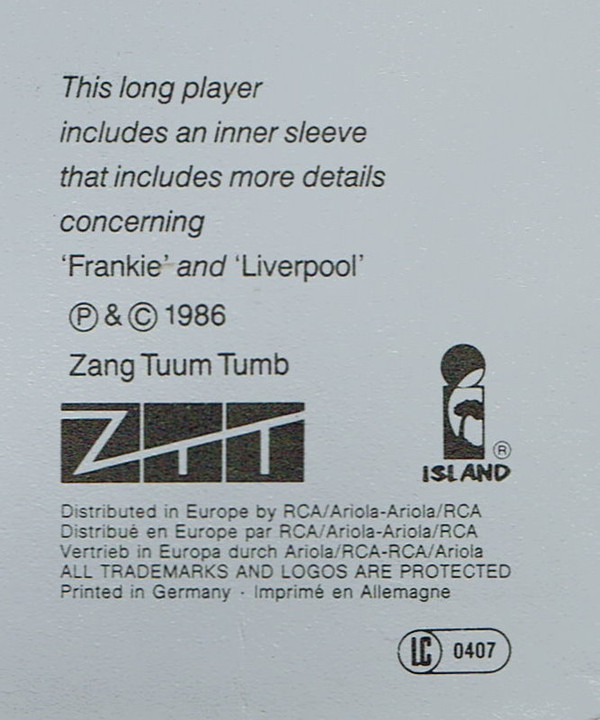 This long player
includes an inner sleeve
that includes more details
concerning
‘Frankie’ and ‘Liverpool’
Ⓟ & © 1986
Zang Tuum Tumb
ZTT
®
ISLAND
Distributed in Europe by RCA/Ariola-Ariola/RCA
Distribué en Europe par RCA/Ariola-Ariola/RCA
Vertrieb in Europa durch Ariola/RCA-RCA/Ariola
ALL TRADEMARKS AND LOGOS ARE PROTECTED
Printed in Germany · Imprimé en Allemagne
LC 0407